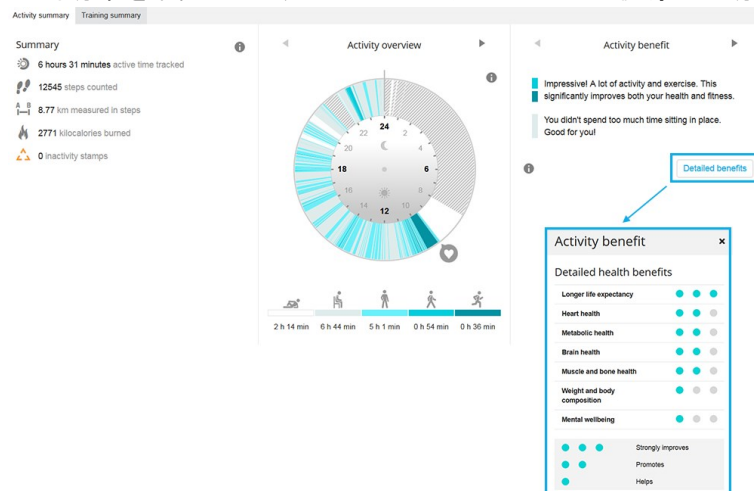 Activity summary
Training summary
Summary
6 hours 31 minutes active time tracked
12545 steps counted
A B
8.77 km measured in steps
2771 kilocalories burned
0 inactivity stamps
Activity overview
24
2
4
6
8
10
12
14
16
18
20
22
2 h 14 min
6 h 44 min
5 h 1 min
0 h 54 min
0 h 36 min
Activity benefit
Impressive! A lot of activity and exercise. This
significantly improves both your health and fitness.
You didn't spend too much time sitting in place.
Good for you!
Detailed benefits
Activity benefit
×
Detailed health benefits
Longer life expectancy
Heart health
Metabolic health
Brain health
Muscle and bone health
Weight and body
composition
Mental wellbeing
Strongly improves
Promotes
Helps